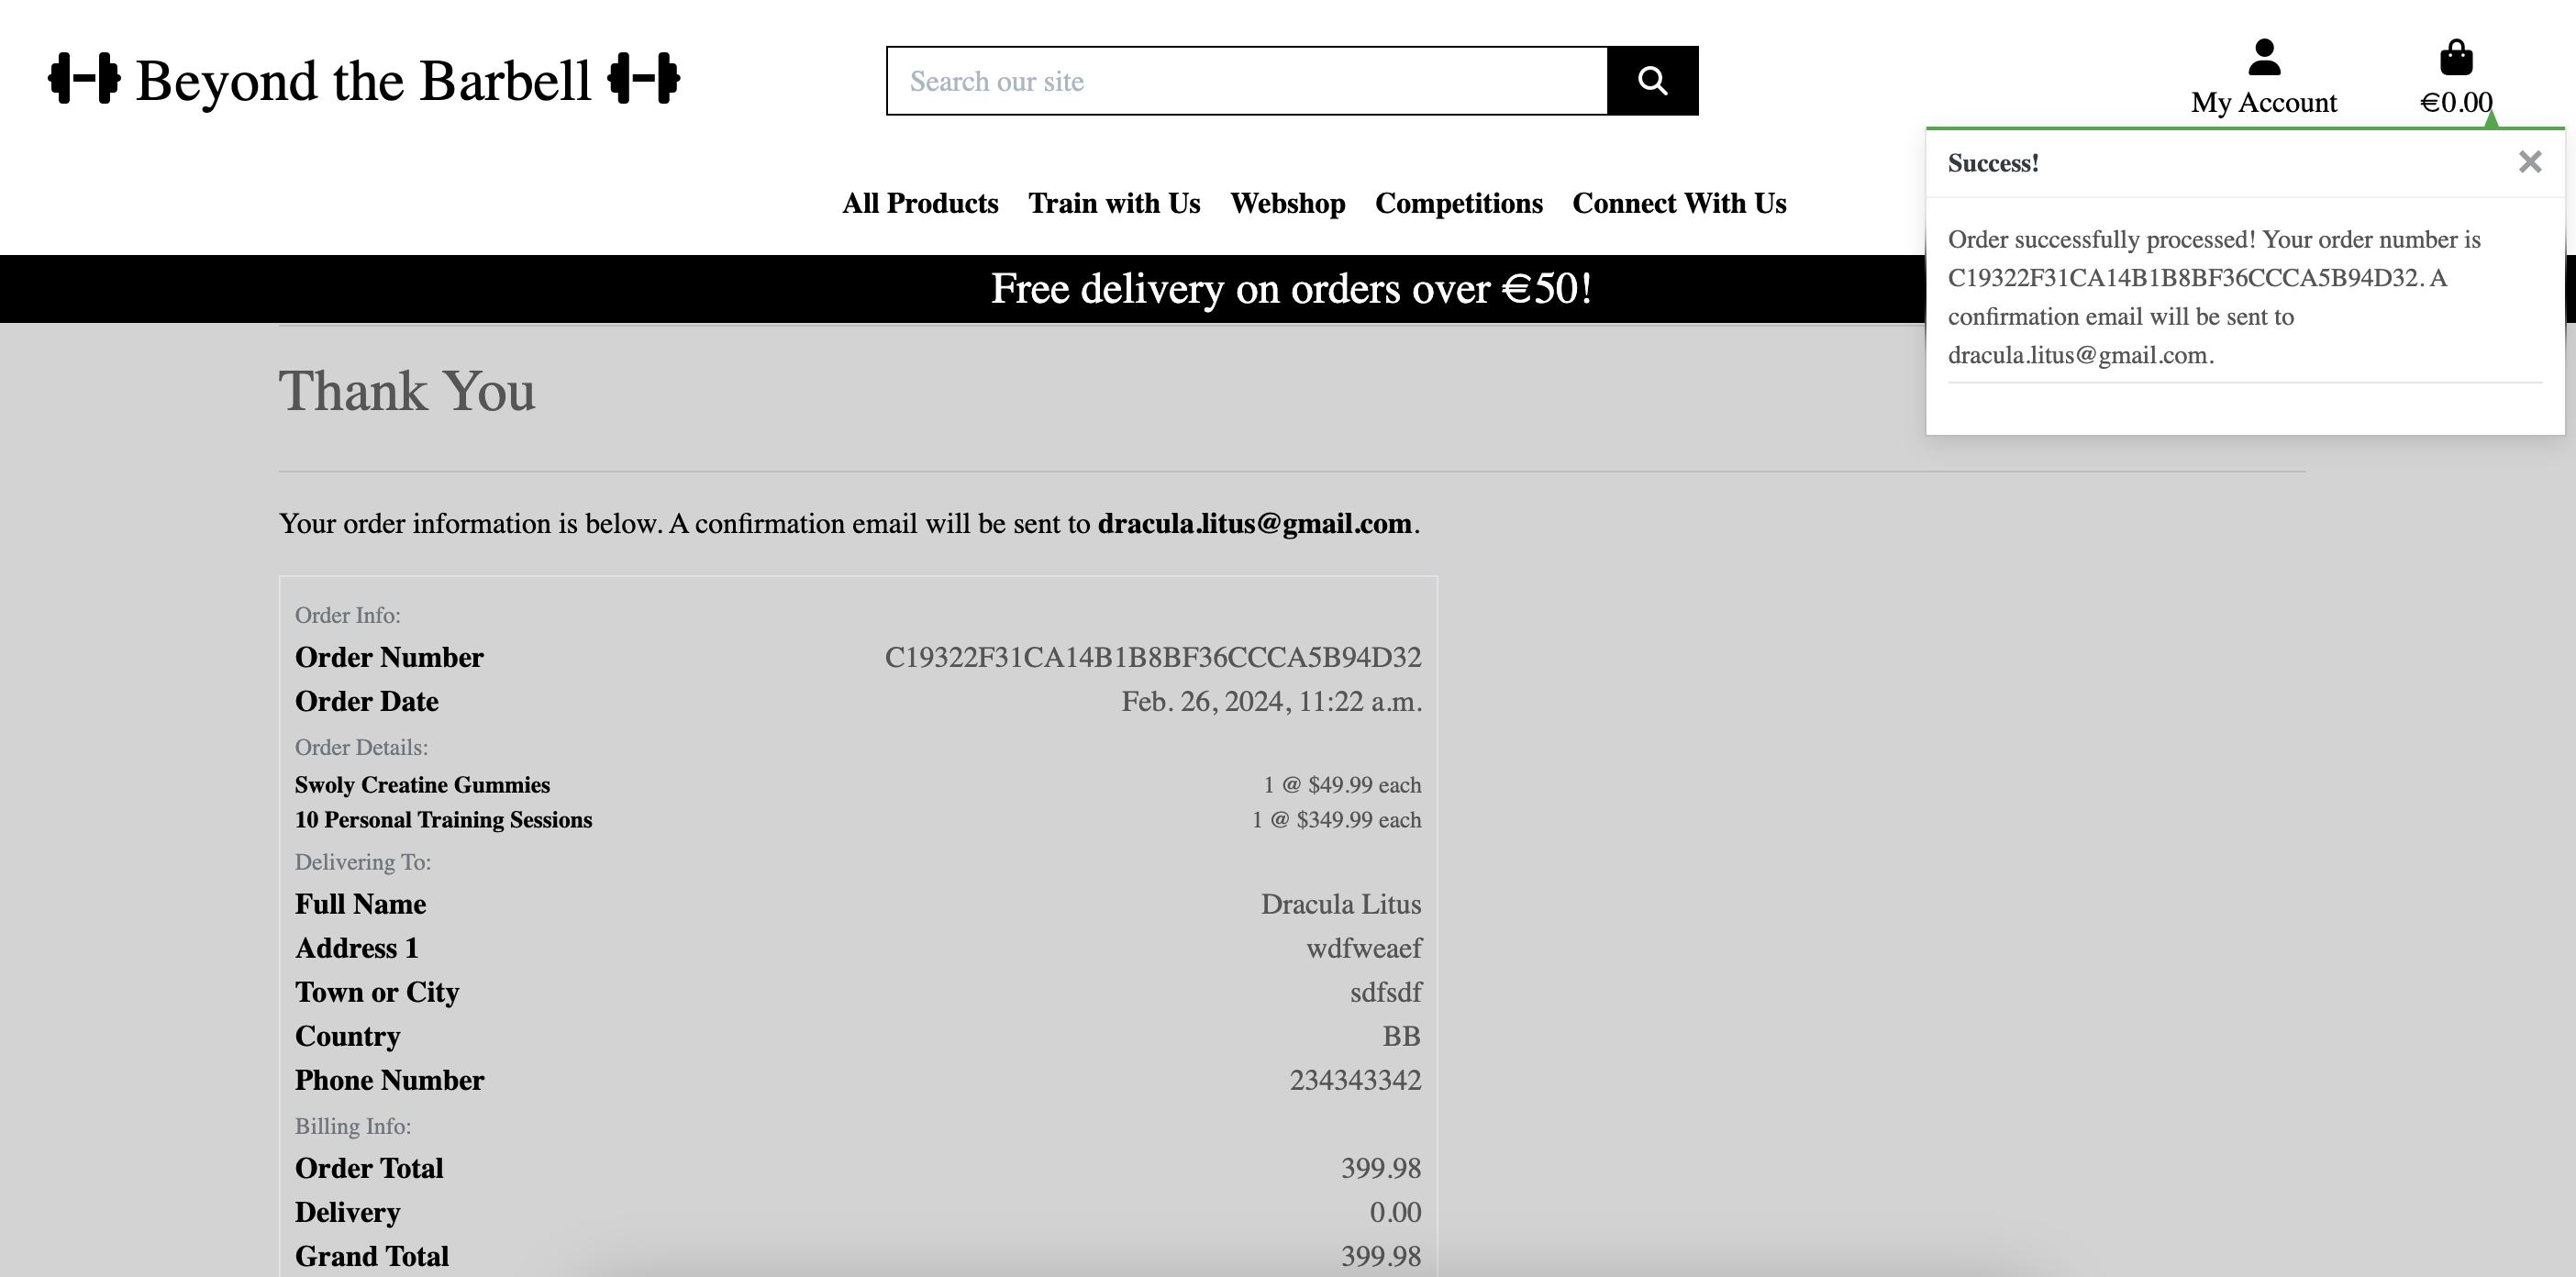 Beyond the Barbell
Search our site
My Account
€0.00
All Products Train with Us Webshop Competitions Connect With Us
Success!
Order successfully processed! Your order number is
C19322F31CA14B1B8BF36CCCA5B94D32. A
confirmation email will be sent to
dracula.litus@gmail.com.
Free delivery on orders over €50!
Thank You
Your order information is below. A confirmation email will be sent to dracula.litus@gmail.com.
Order Info:
Order Number C19322F31CA14B1B8BF36CCCA5B94D32
Order Date Feb. 26, 2024, 11:22 a.m.
Order Details:
Swoly Creatine Gummies 1 @ $49.99 each
10 Personal Training Sessions 1 @ $349.99 each
Delivering To:
Full Name Dracula Litus
Address 1 wdfweaef
Town or City sdfsdf
Country BB
Phone Number 234343342
Billing Info:
Order Total 399.98
Delivery 0.00
Grand Total 399.98